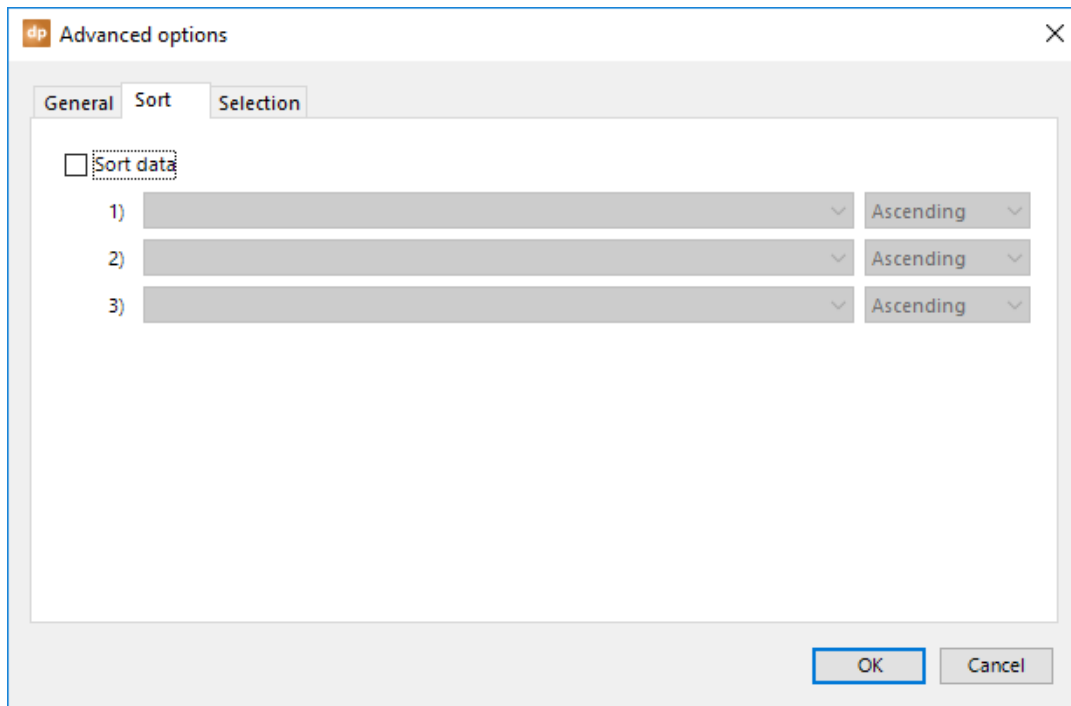 dp Advanced options
General Sort Selection
Sort data
1) Ascending
2) Ascending
3) Ascending
OK Cancel